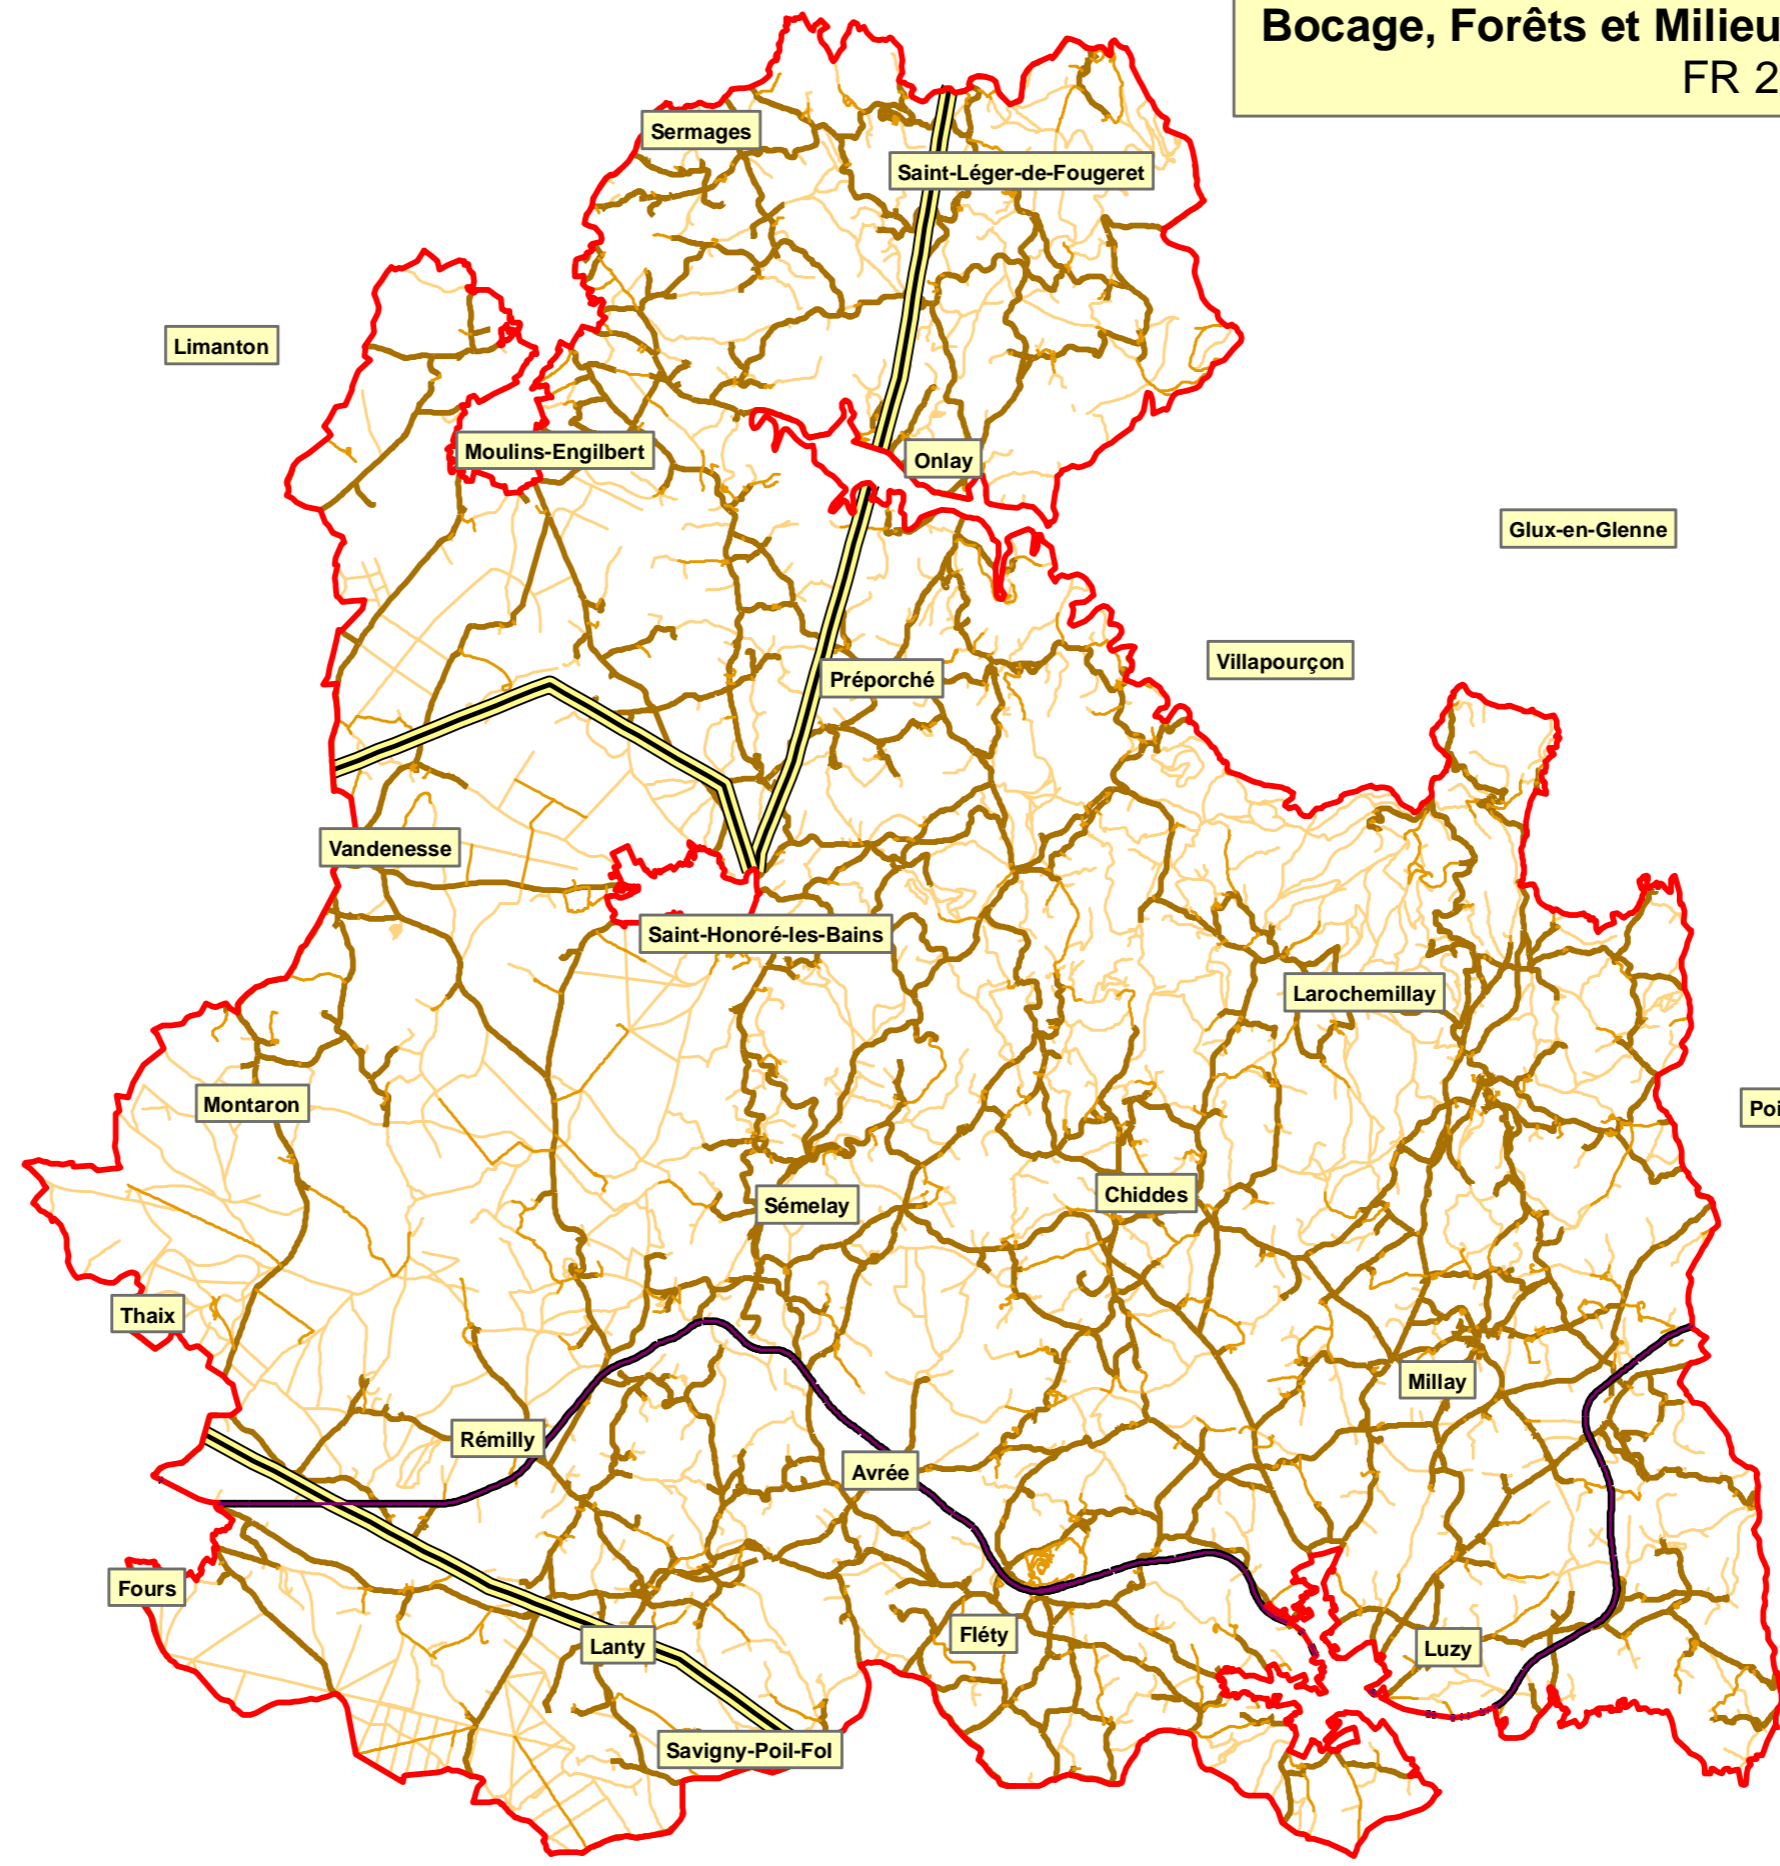 Bocage, Forêts et Milieu
FR 2
Sermages
Saint-Léger-de-Fougeret
Limanton
Moulins-Engilbert
Onlay
Glux-en-Glenne
Villapourçon
Préporché
Vandenesse
Saint-Honoré-les-Bains
Larochemillay
Montaron
Poi
Chiddes
Sémelay
Thaix
Millay
Rémilly
Avrée
Fours
Fléty
Lanty
Luzy
Savigny-Poil-Fol